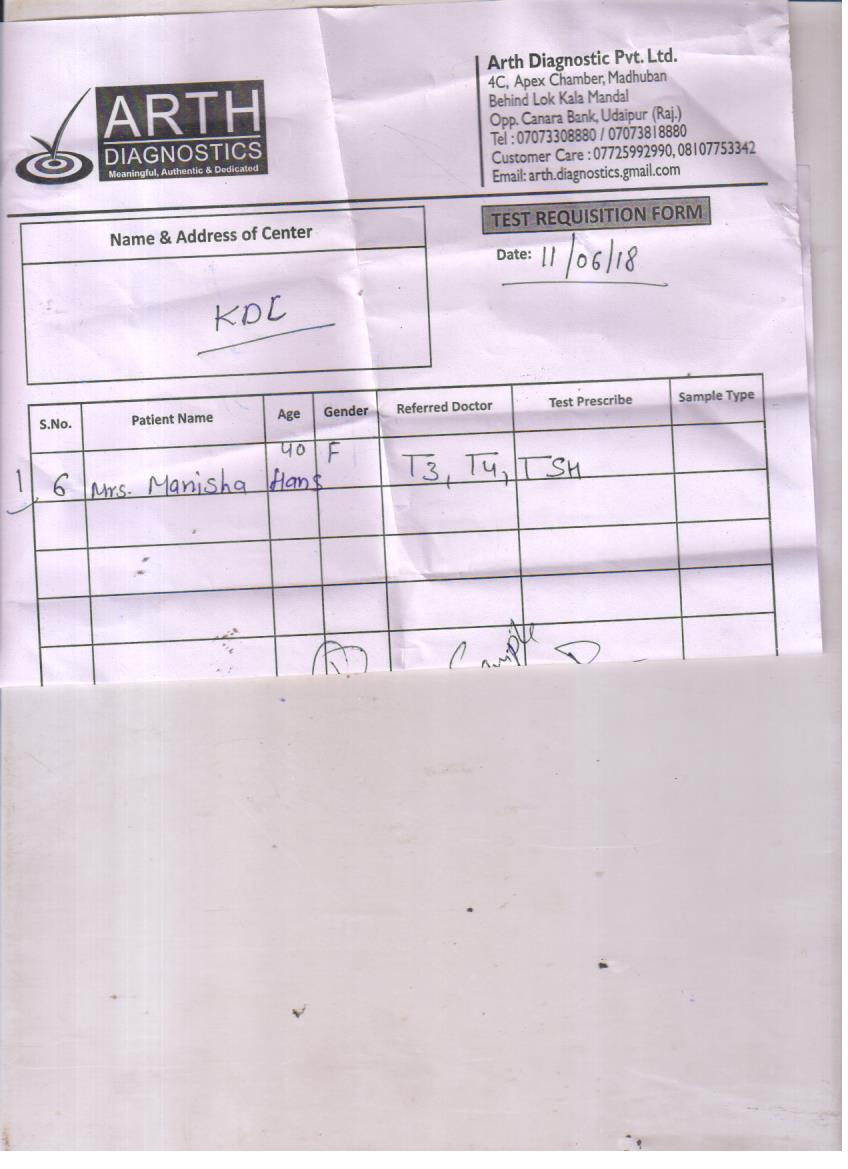 ARTH
DIAGNOSTICS
Meaningful, Authentic & Dedicated
Arth Diagnostic Pvt. Ltd.
4C, Apex Chamber, Madhuban
Behind Lok Kala Mandal
Opp. Canara Bank, Udaipur (Raj.)
Tel : 07073308880 / 07073818880
Customer Care : 07725992990, 08107753342
Email: arth.diagnostics.gmail.com
Name & Address of Center
KDC
TEST REQUISITION FORM
Date: 11/06/18
S.No. Patient Name Age Gender Referred Doctor Test Prescribe Sample Type
40 F
1 6 Mrs. Manisha Hans T3, T4, TSH
Sample